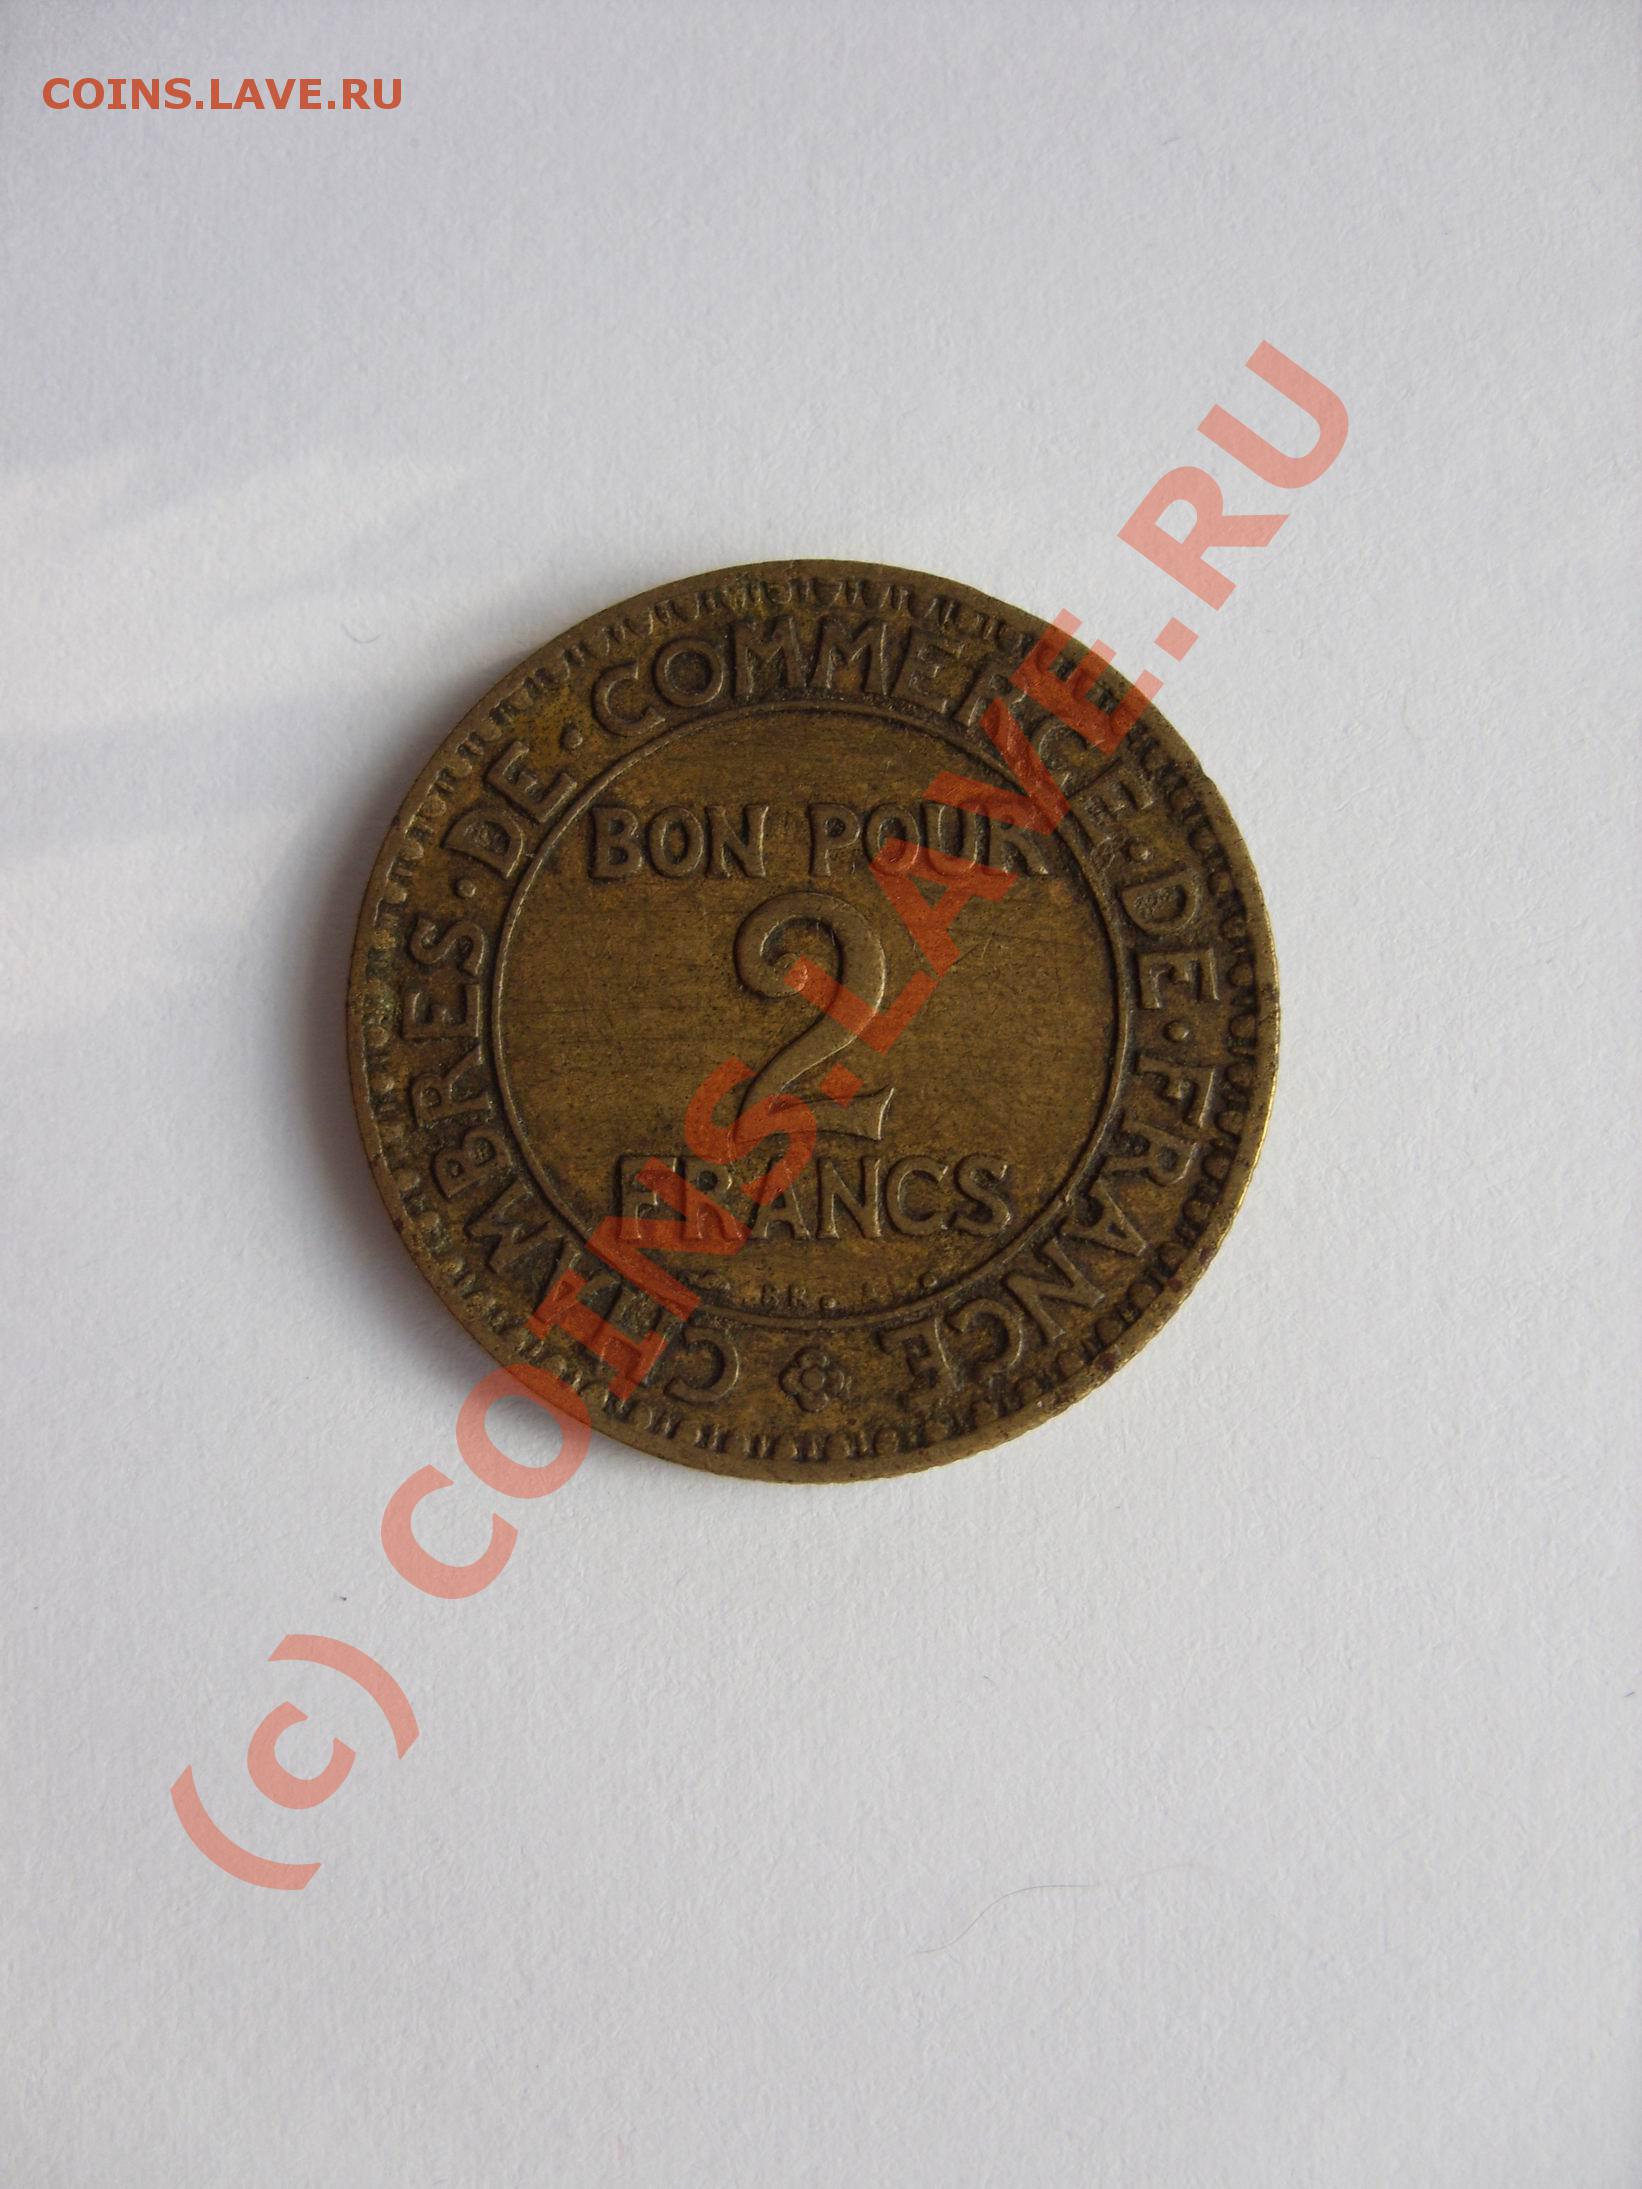 COINS.LAVE.RU
CHAMBRES·DE·COMMERCE·DE·FRANCE
BON POUR
2
FRANCS
(c) COINS.LAVE.RU